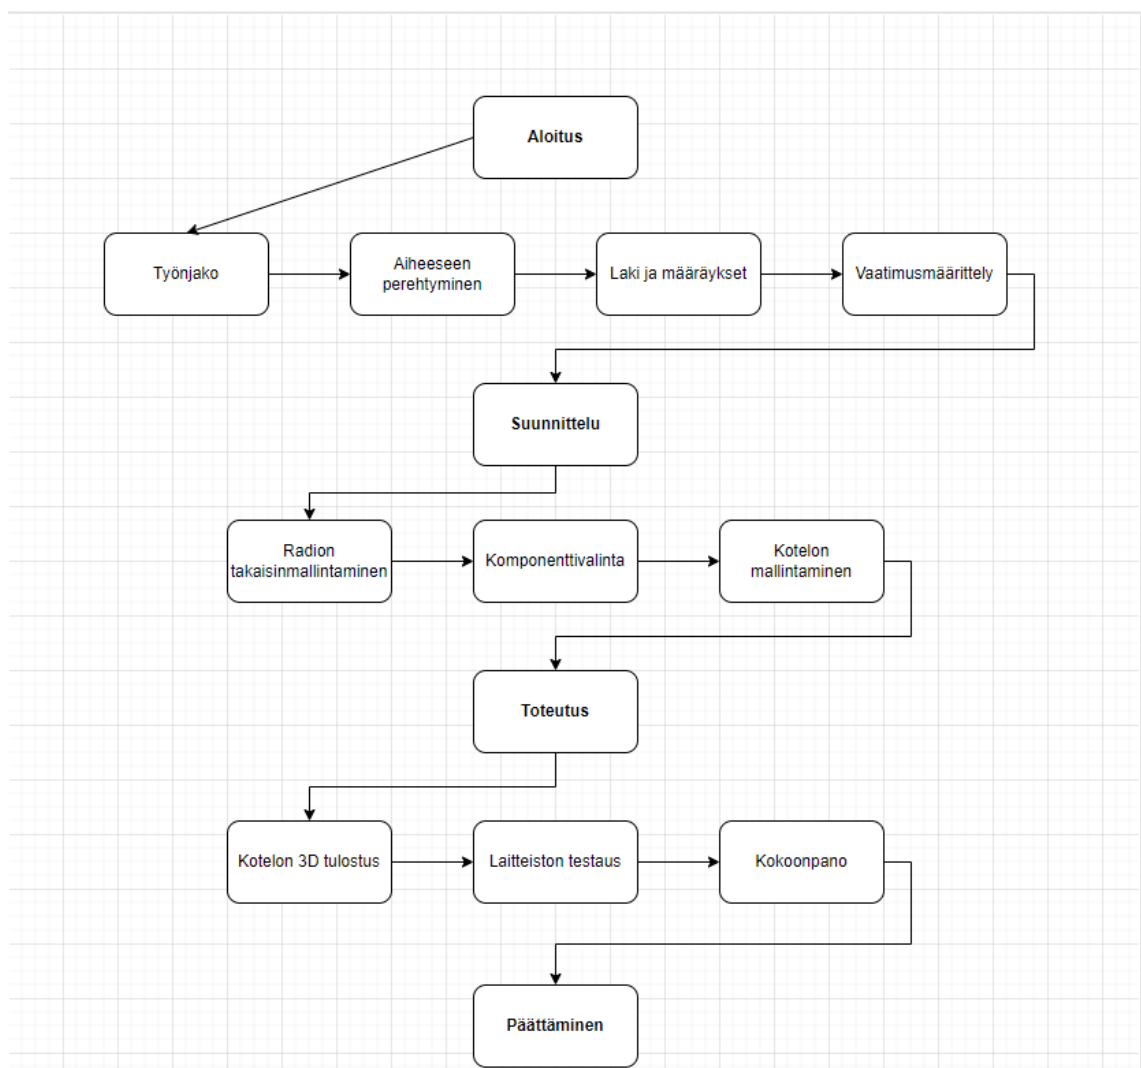 Aloitus
Työnjako
Aiheeseen
perehtyminen
Laki ja määräykset
Vaatimusmäärittely
Suunnittelu
Radion
takaisinmallintaminen
Komponenttivalinta
Kotelon
mallintaminen
Toteutus
Kotelon 3D tulostus
Laitteiston testaus
Kokoonpano
Päättäminen